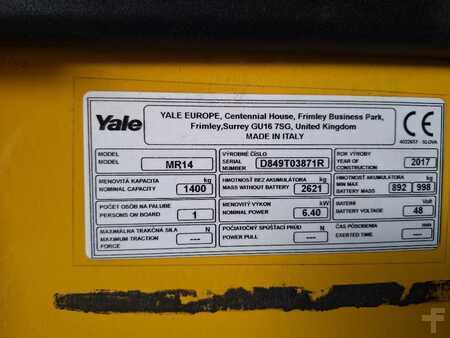 Yale
YALE EUROPE, Centennial House, Frimley Business Park,
Frimley,Surrey GU16 7SG, United Kingdom
MADE IN ITALY
CE
4022657 SLOVA
MODEL
MODEL
MR14
VÝROBNÉ ČÍSLO
SERIAL
NUMBER
D849T03871R
ROK VÝROBY
YEAR OF
CONSTRUCTION
2017
MENOVITÁ KAPACITA kg
NOMINAL CAPACITY
1400
HMOTNOSŤ BEZ AKUMULÁTORA kg
MASS WITHOUT BATTERY
2621
HMOTNOSŤ AKUMULÁTORA kg
MIN MAX
BATTERY MASS
892 998
POČET OSÔB NA PALUBE
PERSONS ON BOARD
1
MENOVITÝ VÝKON kW
NOMINAL POWER
6.40
BATÉRII Volt
BATTERY VOLTAGE
48
MAXIMÁLNA TRAKČNÁ SILA N
MAXIMUM TRACTION
FORCE
---
POČIATOČNÝ SPÚŠŤACÍ PRÚD N
POWER PULL
---
ČAS PÔSOBENIA min
EXERTED TIME
---